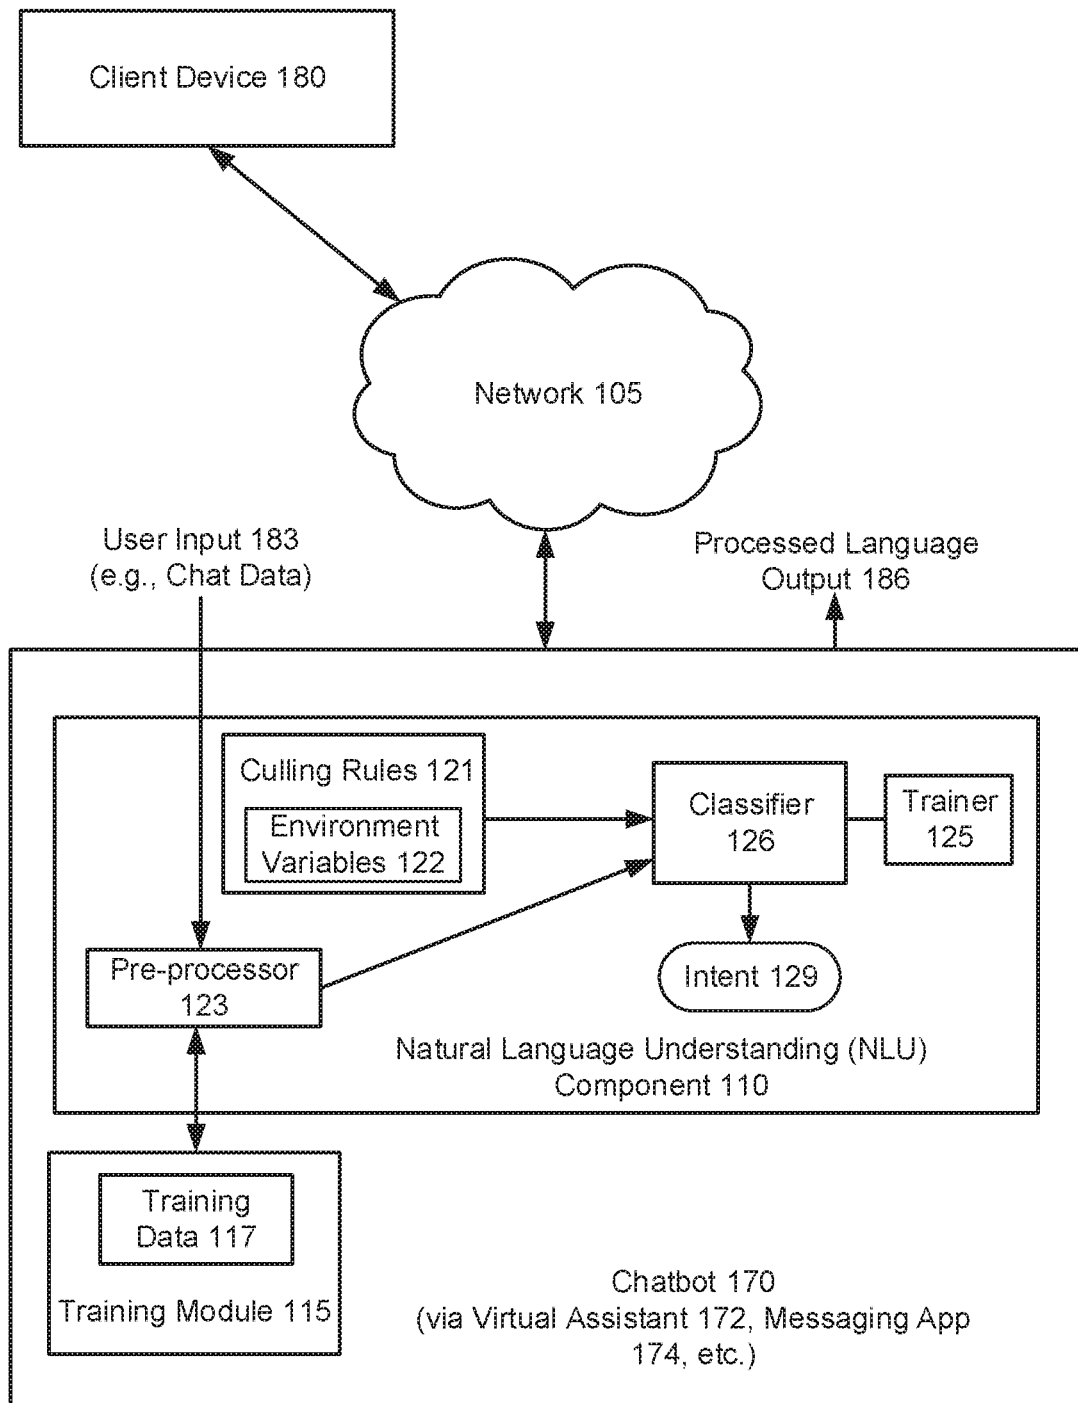 Client Device 180
Network 105
User Input 183
(e.g., Chat Data)
Processed Language
Output 186
Culling Rules 121
Environment
Variables 122
Classifier
126
Trainer
125
Pre-processor
123
Intent 129
Natural Language Understanding (NLU)
Component 110
Training
Data 117
Training Module 115
Chatbot 170
(via Virtual Assistant 172, Messaging App
174, etc.)